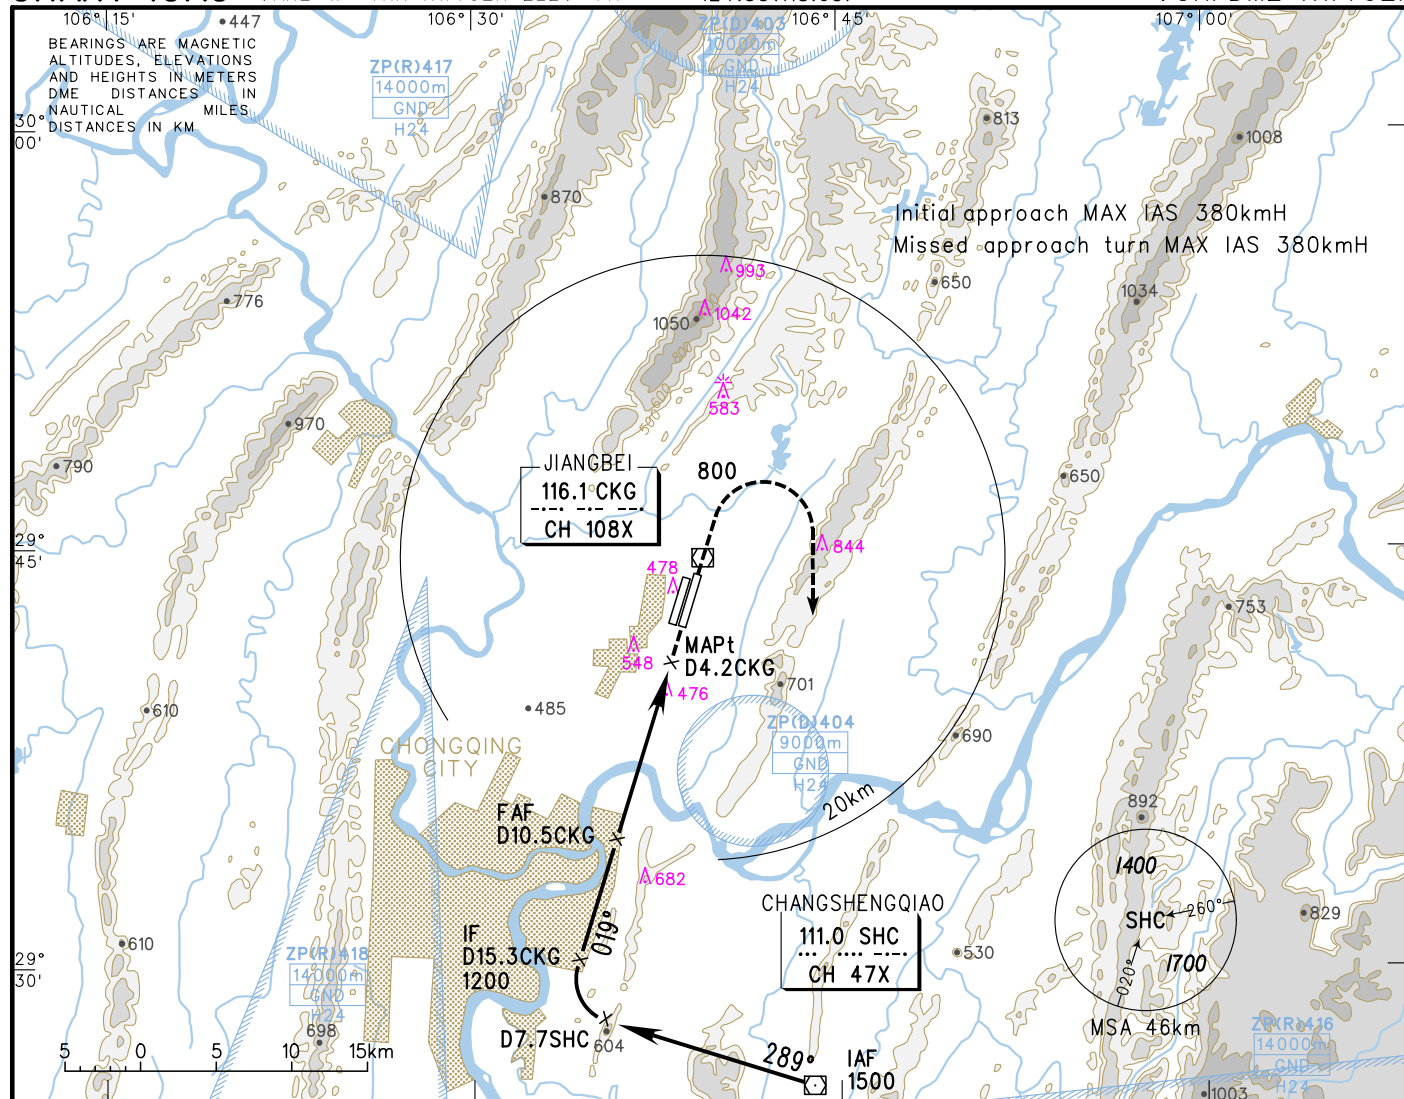 106° 15'
106° 30'
106° 45'
107° 00'
447
BEARINGS ARE MAGNETIC
ALTITUDES, ELEVATIONS
AND HEIGHTS IN METERS
DME DISTANCES IN
NAUTICAL MILES
DISTANCES IN KM
ZP(R)417
14000m
GND
H24
ZP(D)403
10000m
GND
H24
30°
00'
813
1008
870
Initial approach MAX IAS 380kmH
Missed approach turn MAX IAS 380kmH
993
650
776
1034
1042
1050
800
500
600
583
970
790
650
JIANGBEI
116.1 CKG
CH 108X
800
29°
45'
844
478
753
MAPt
D4.2CKG
548
476
701
485
610
ZP(D)404
9000m
GND
H24
690
CHONGQING
CITY
20km
892
FAF
D10.5CKG
1400
682
CHANGSHENGQIAO
111.0 SHC
CH 47X
SHC
260°
829
019°
IF
D15.3CKG
1200
610
530
1700
020°
29°
30'
ZP(R)418
14000m
GND
H24
698
MSA 46km
ZP(R)416
14000m
GND
H24
D7.7SHC
604
289°
IAF
1500
5 0 5 10 15km
1003